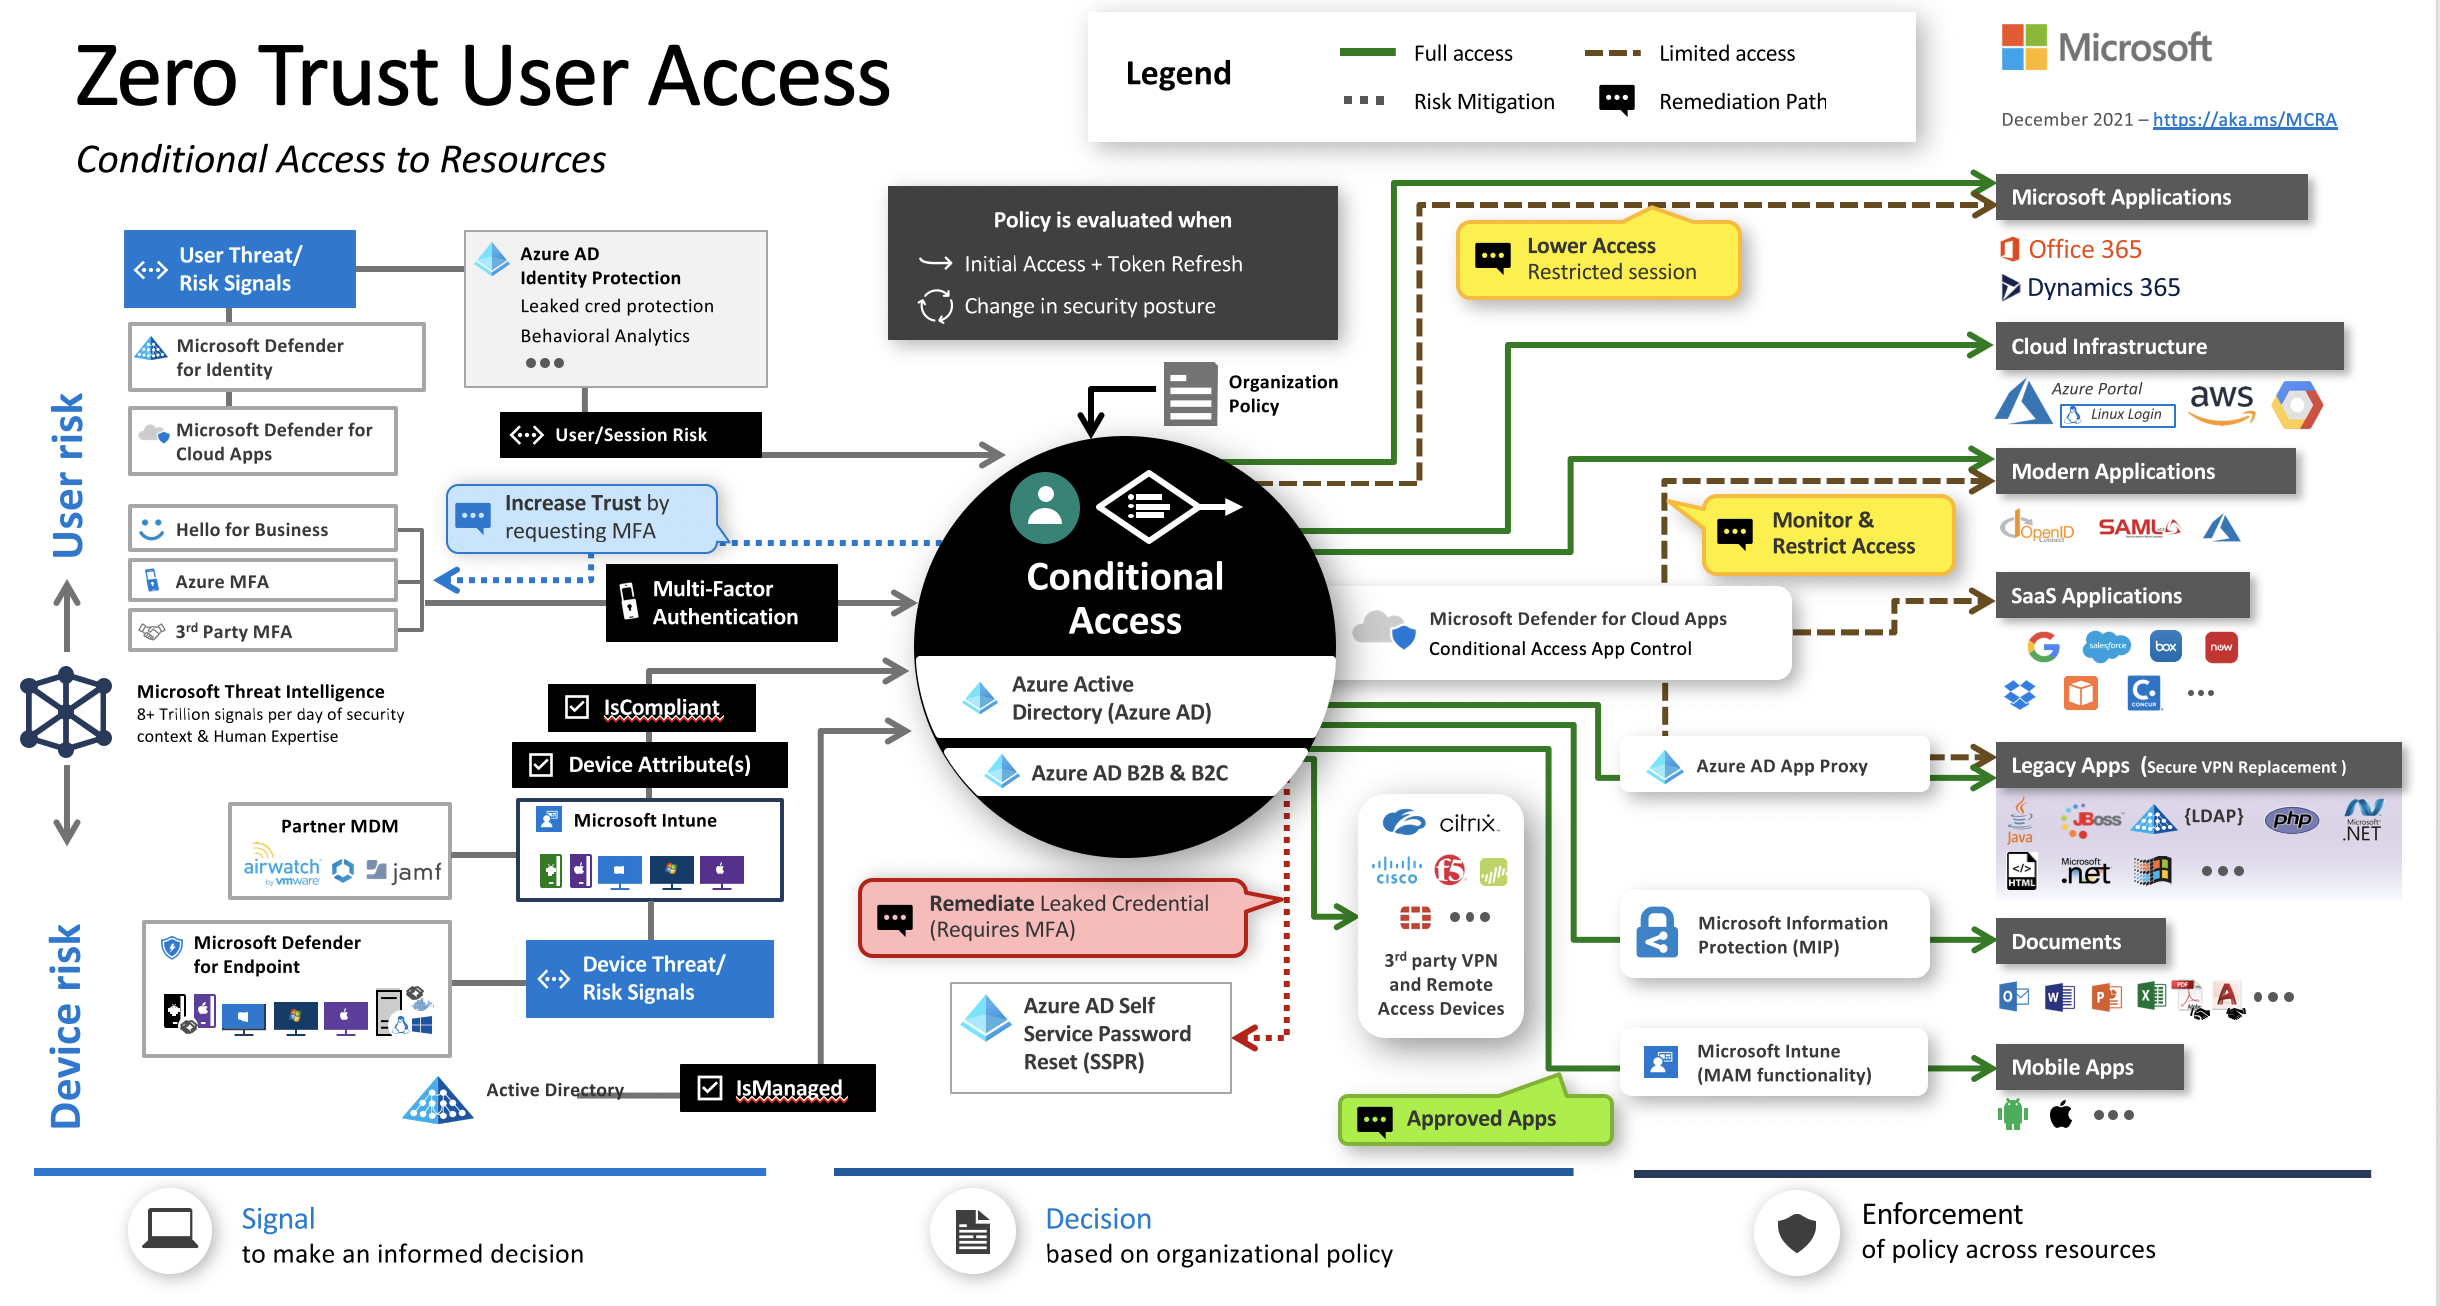 Zero Trust User Access
Conditional Access to Resources
Legend
Full access
Limited access
Risk Mitigation
Remediation Path
Microsoft
December 2021 – https://aka.ms/MCRA
User risk
Device risk
User Threat/
Risk Signals
Azure AD
Identity Protection
Leaked cred protection
Behavioral Analytics
Microsoft Defender
for Identity
Microsoft Defender for
Cloud Apps
User/Session Risk
Hello for Business
Azure MFA
3rd Party MFA
Increase Trust by
requesting MFA
Multi-Factor
Authentication
Microsoft Threat Intelligence
8+ Trillion signals per day of security
context & Human Expertise
IsCompliant
Device Attribute(s)
Partner MDM
airwatch
by vmware
jamf
Microsoft Intune
Microsoft Defender
for Endpoint
Device Threat/
Risk Signals
Active Directory
IsManaged
Policy is evaluated when
Initial Access + Token Refresh
Change in security posture
Organization
Policy
Conditional
Access
Azure Active
Directory (Azure AD)
Azure AD B2B & B2C
Remediate Leaked Credential
(Requires MFA)
Azure AD Self
Service Password
Reset (SSPR)
Lower Access
Restricted session
Monitor &
Restrict Access
Microsoft Defender for Cloud Apps
Conditional Access App Control
citrix
cisco
f5
3rd party VPN
and Remote
Access Devices
Approved Apps
Azure AD App Proxy
Microsoft Information
Protection (MIP)
Microsoft Intune
(MAM functionality)
Microsoft Applications
Office 365
Dynamics 365
Cloud Infrastructure
Azure Portal
Linux Login
aws
Modern Applications
OpenID
Connect
SAML
SaaS Applications
salesforce
box
now
C.
CONCUR
Legacy Apps (Secure VPN Replacement )
Java
JBoss
{LDAP}
php
Microsoft
.NET
</>
HTML
Microsoft
.net
Documents
PDF
Mobile Apps
Signal
to make an informed decision
Decision
based on organizational policy
Enforcement
of policy across resources